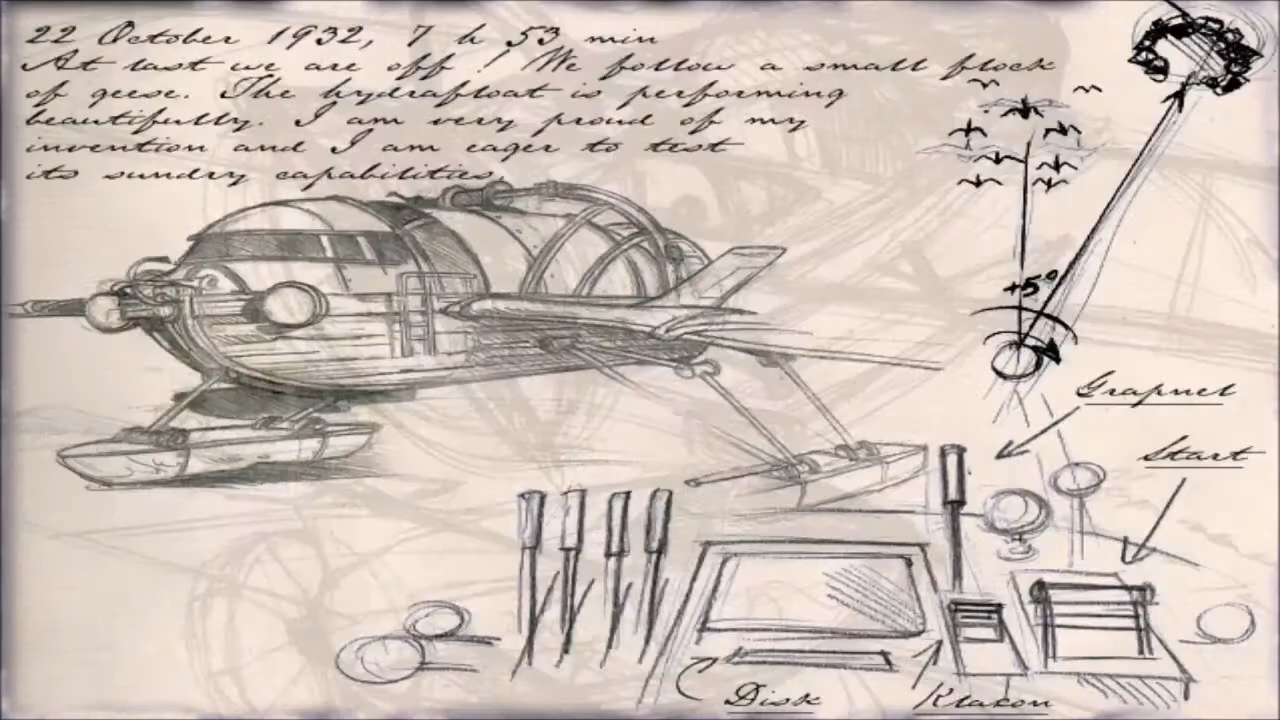 22 October 1932, 7 h 53 min
At last we are off ! We follow a small flock
of geese. The hydrafloat is performing
beautifully. I am very proud of my
invention and I am eager to test
its sundry capabilities.
+5°
Grapnel
Start
Disk
Klaxon